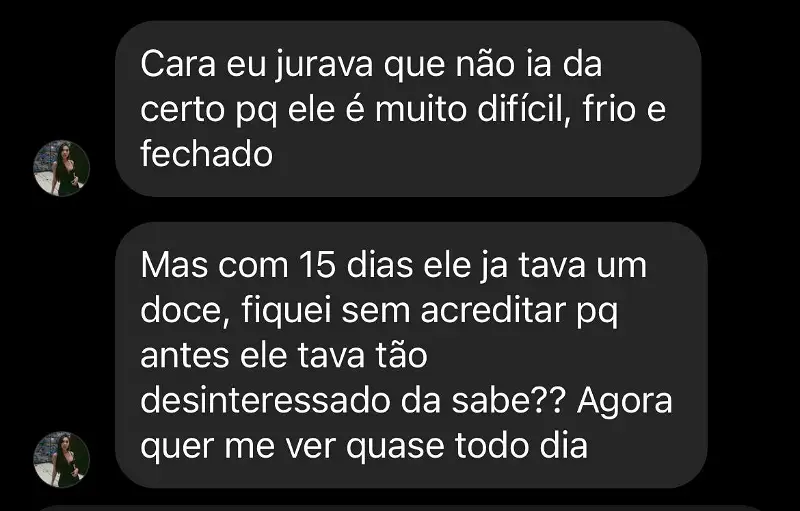 Cara eu jurava que não ia da
certo pq ele é muito difícil, frio e
fechado
Mas com 15 dias ele ja tava um
doce, fiquei sem acreditar pq
antes ele tava tão
desinteressado da sabe?? Agora
quer me ver quase todo dia